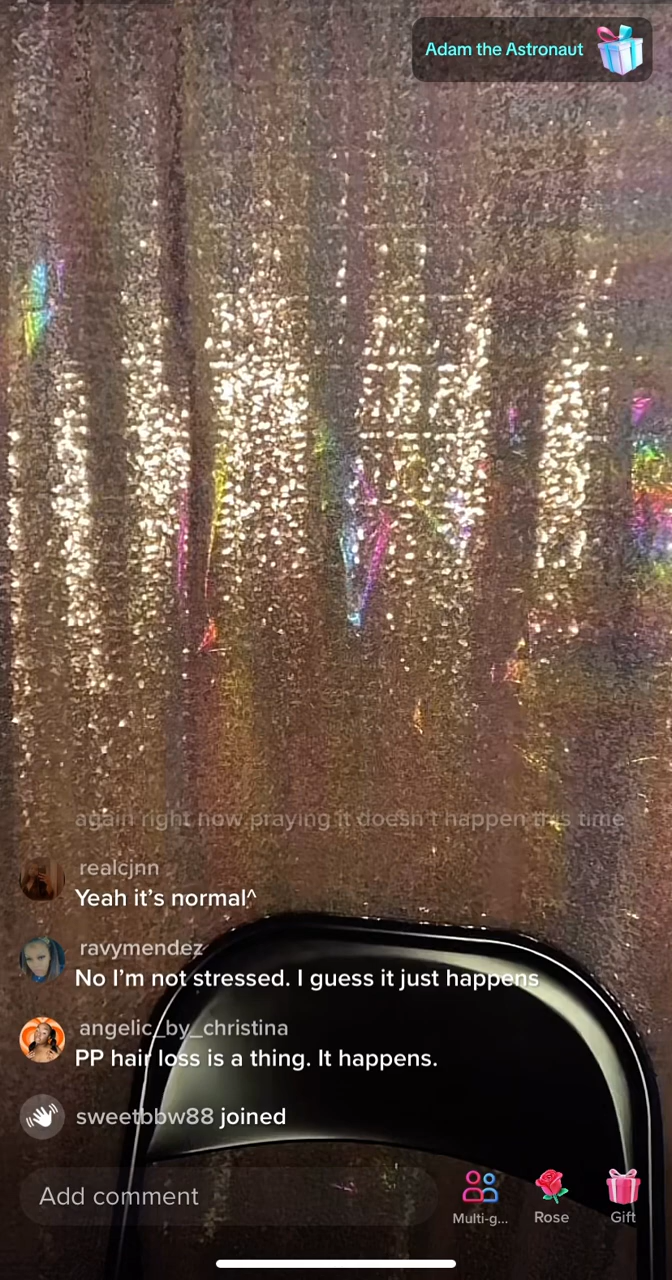 Adam the Astronaut
again right now praying it doesn't happen this time
realcjnn
Yeah it’s normal^
ravymendez
No I’m not stressed. I guess it just happens
angelic_by_christina
PP hair loss is a thing. It happens.
sweetbbw88 joined
Add comment
Multi-g...
Rose
Gift